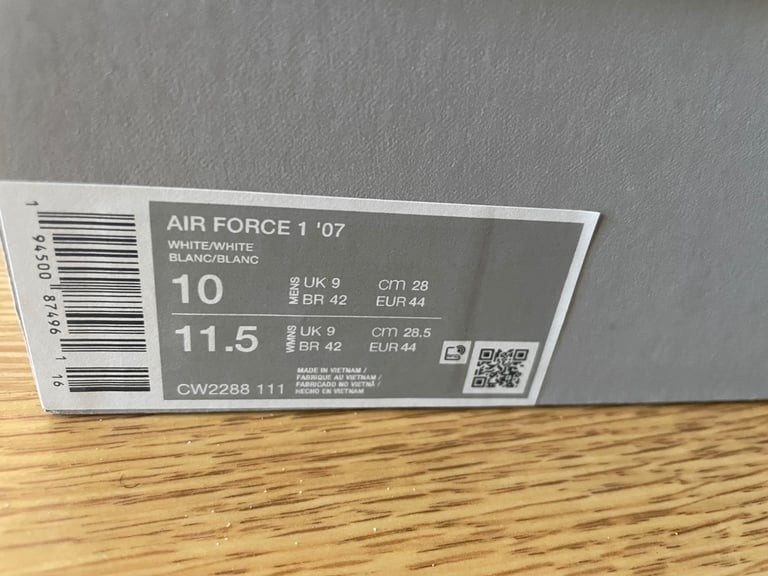 1 94500 87496 1 16
AIR FORCE 1 '07
WHITE/WHITE
BLANC/BLANC
10 MENS UK 9 cm 28
BR 42 EUR 44
11.5 WMNS UK 9 cm 28.5
BR 42 EUR 44
CW2288 111
MADE IN VIETNAM /
FABRIQUE AU VIETNAM /
FABRICADO NO VIETNÃ /
HECHO EN VIETNAM